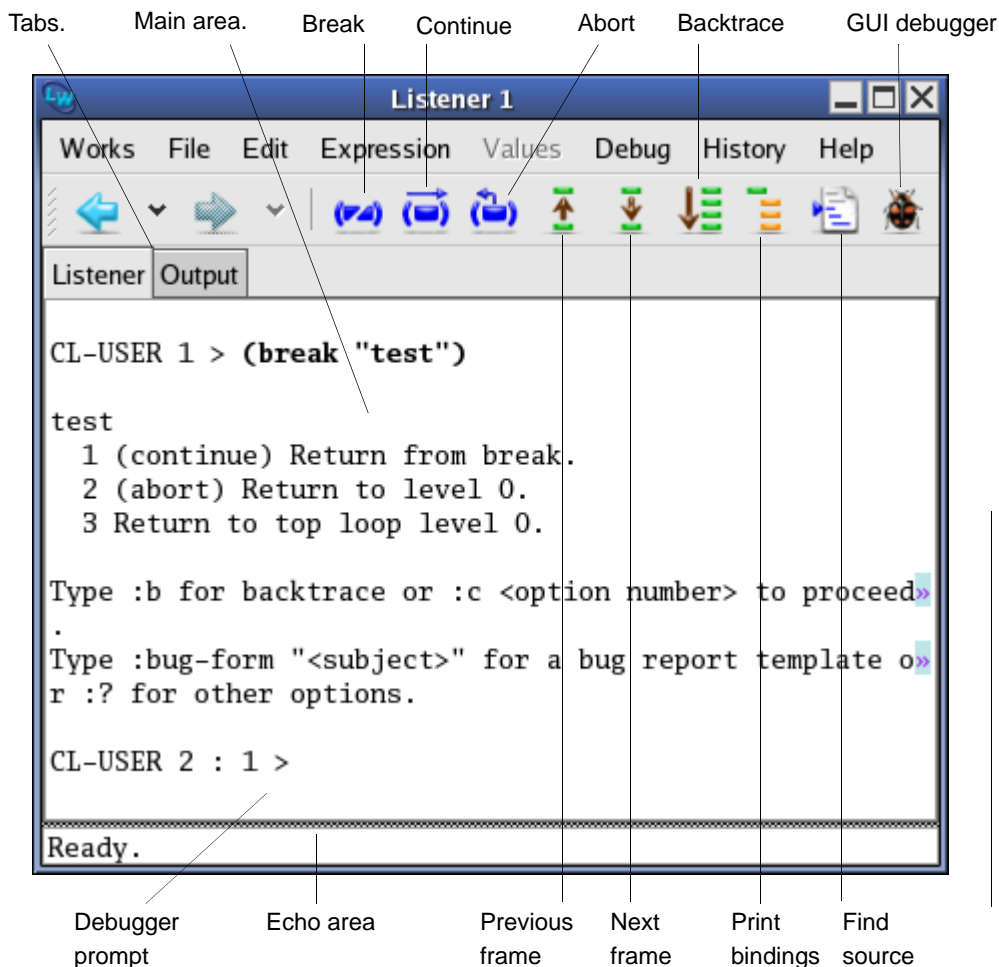 Tabs. Main area. Break Continue Abort Backtrace GUI debugger
LW Listener 1
Works File Edit Expression Values Debug History Help
Listener Output
CL-USER 1 > (break "test")
test
1 (continue) Return from break.
2 (abort) Return to level 0.
3 Return to top loop level 0.
Type :b for backtrace or :c <option number> to proceed»
.
Type :bug-form "<subject>" for a bug report template o»
r :? for other options.
CL-USER 2 : 1 >
Ready.
Debugger Echo area Previous Next Print Find
prompt frame frame bindings source